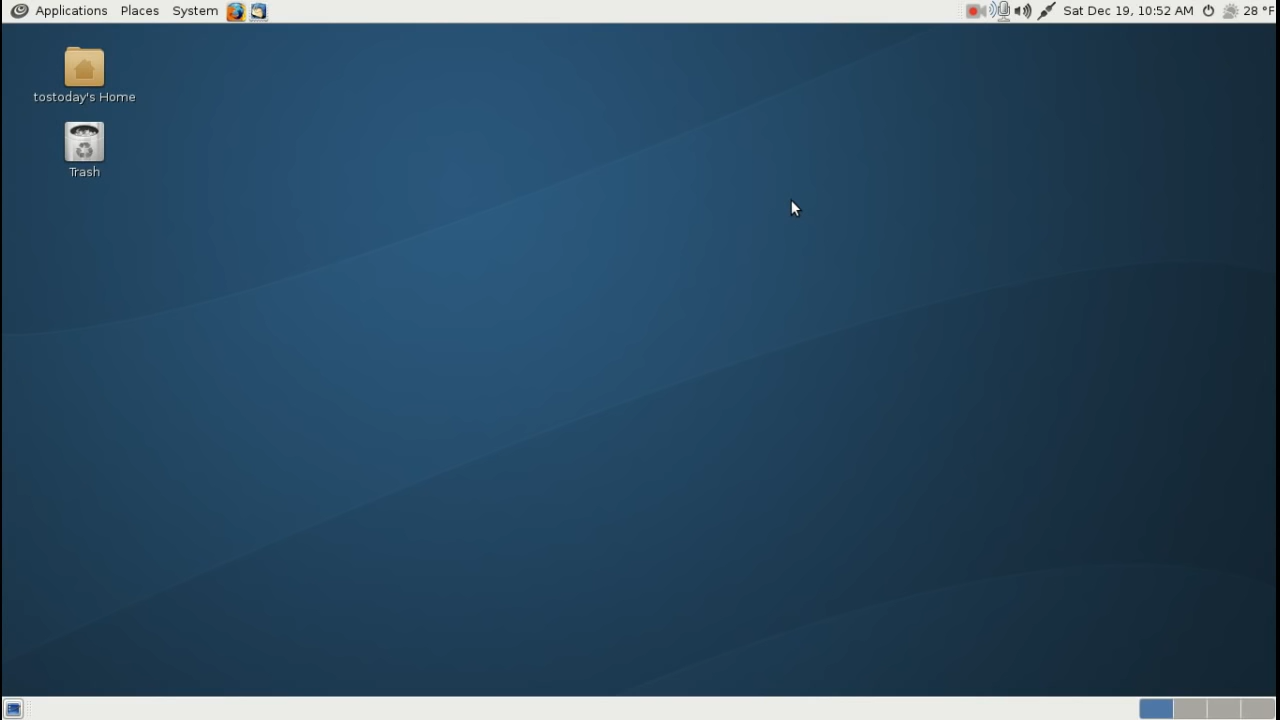 Applications Places System Sat Dec 19, 10:52 AM 28 °F
tostoday's Home
Trash